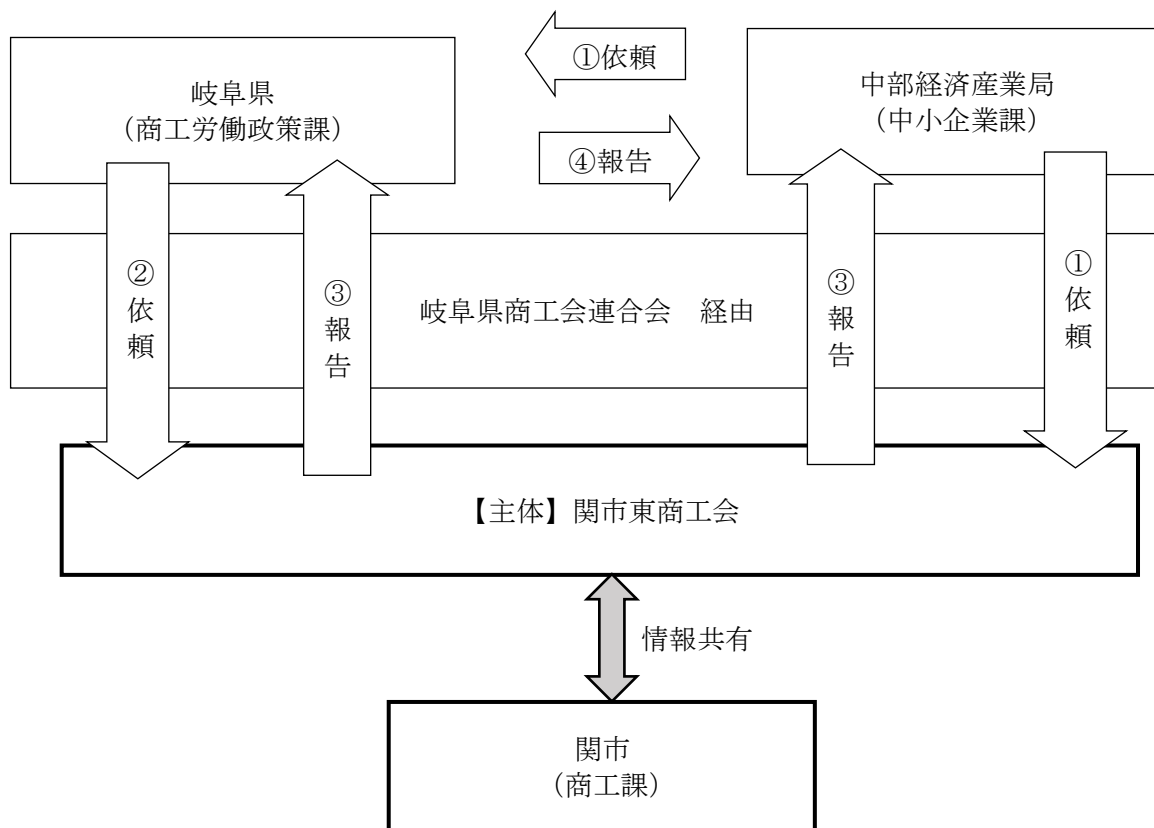 ①依頼
岐阜県
（商工労働政策課）
中部経済産業局
（中小企業課）
④報告
②依頼
③報告
岐阜県商工会連合会　経由
③報告
①依頼
【主体】関市東商工会
情報共有
関市
（商工課）